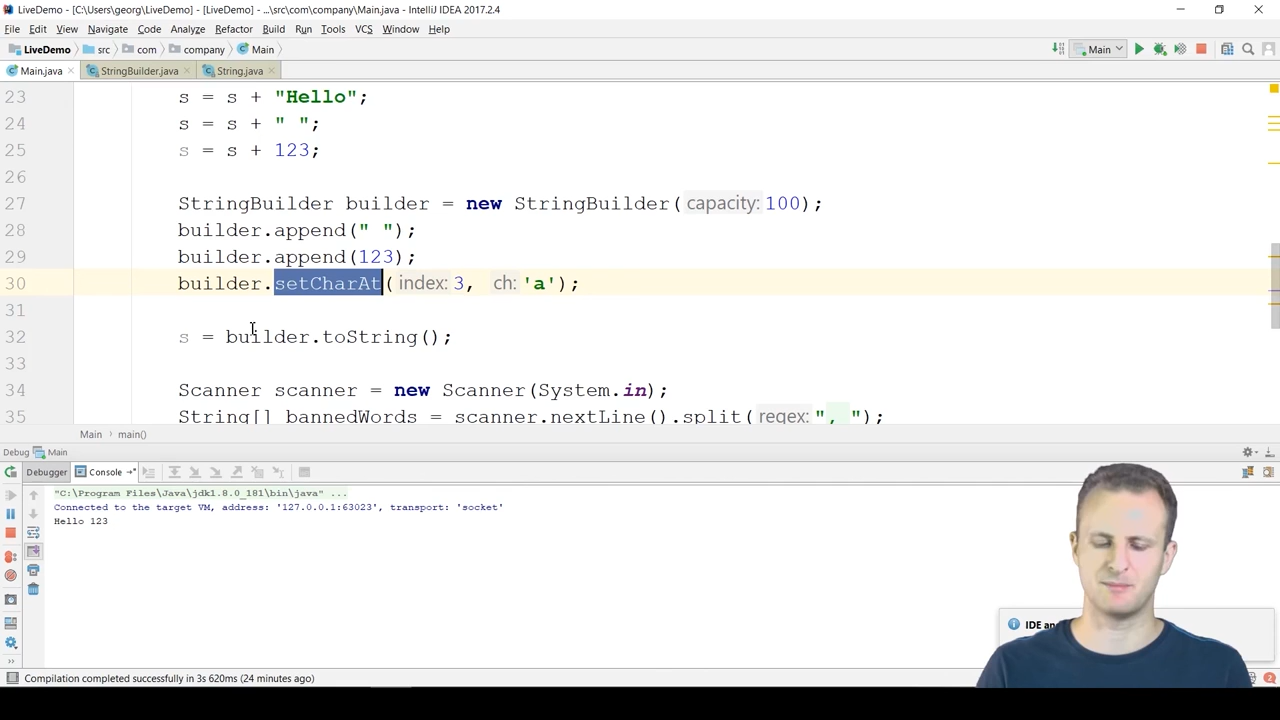 LiveDemo - [C:\Users\georg\LiveDemo] - [LiveDemo] - ...\src\com\company\Main.java - IntelliJ IDEA 2017.2.4
File Edit View Navigate Code Analyze Refactor Build Run Tools VCS Window Help
LiveDemo src com company Main Main
Main.java StringBuilder.java String.java
23 s = s + "Hello";
24 s = s + " ";
25 s = s + 123;
26
27 StringBuilder builder = new StringBuilder( capacity: 100);
28 builder.append(" ");
29 builder.append(123);
30 builder.setCharAt( index: 3, ch: 'a');
31
32 s = builder.toString();
33
34 Scanner scanner = new Scanner(System.in);
35 String[] bannedWords = scanner.nextLine().split( regex: ", ");
Main main()
Debug Main
Debugger Console
"C:\Program Files\Java\jdk1.8.0_181\bin\java" ...
Connected to the target VM, address: '127.0.0.1:63023', transport: 'socket'
Hello 123
IDE
Compilation completed successfully in 3s 620ms (24 minutes ago)
2